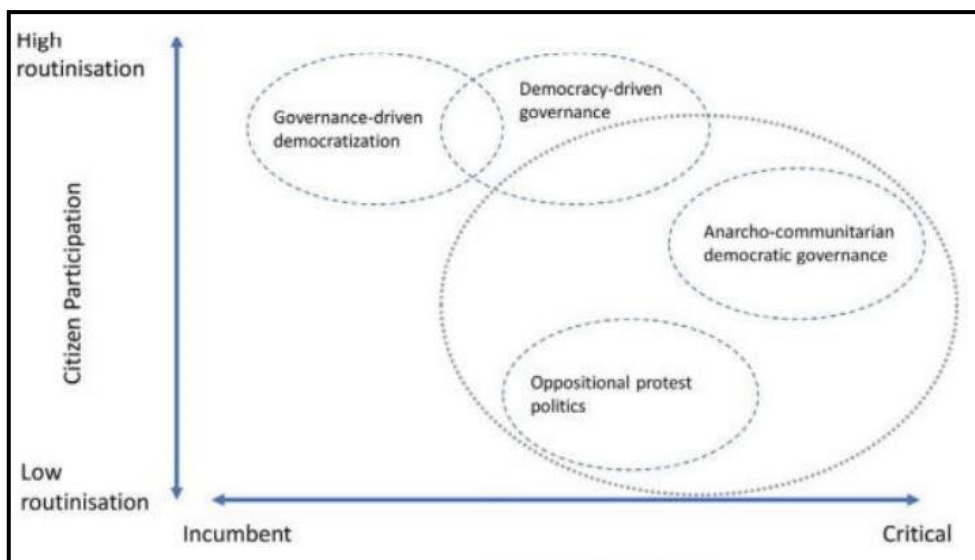 High
routinisation
Governance-driven
democratization
Democracy-driven
governance
Anarcho-communitarian
democratic governance
Citizen Participation
Oppositional protest
politics
Low
routinisation
Incumbent
Critical